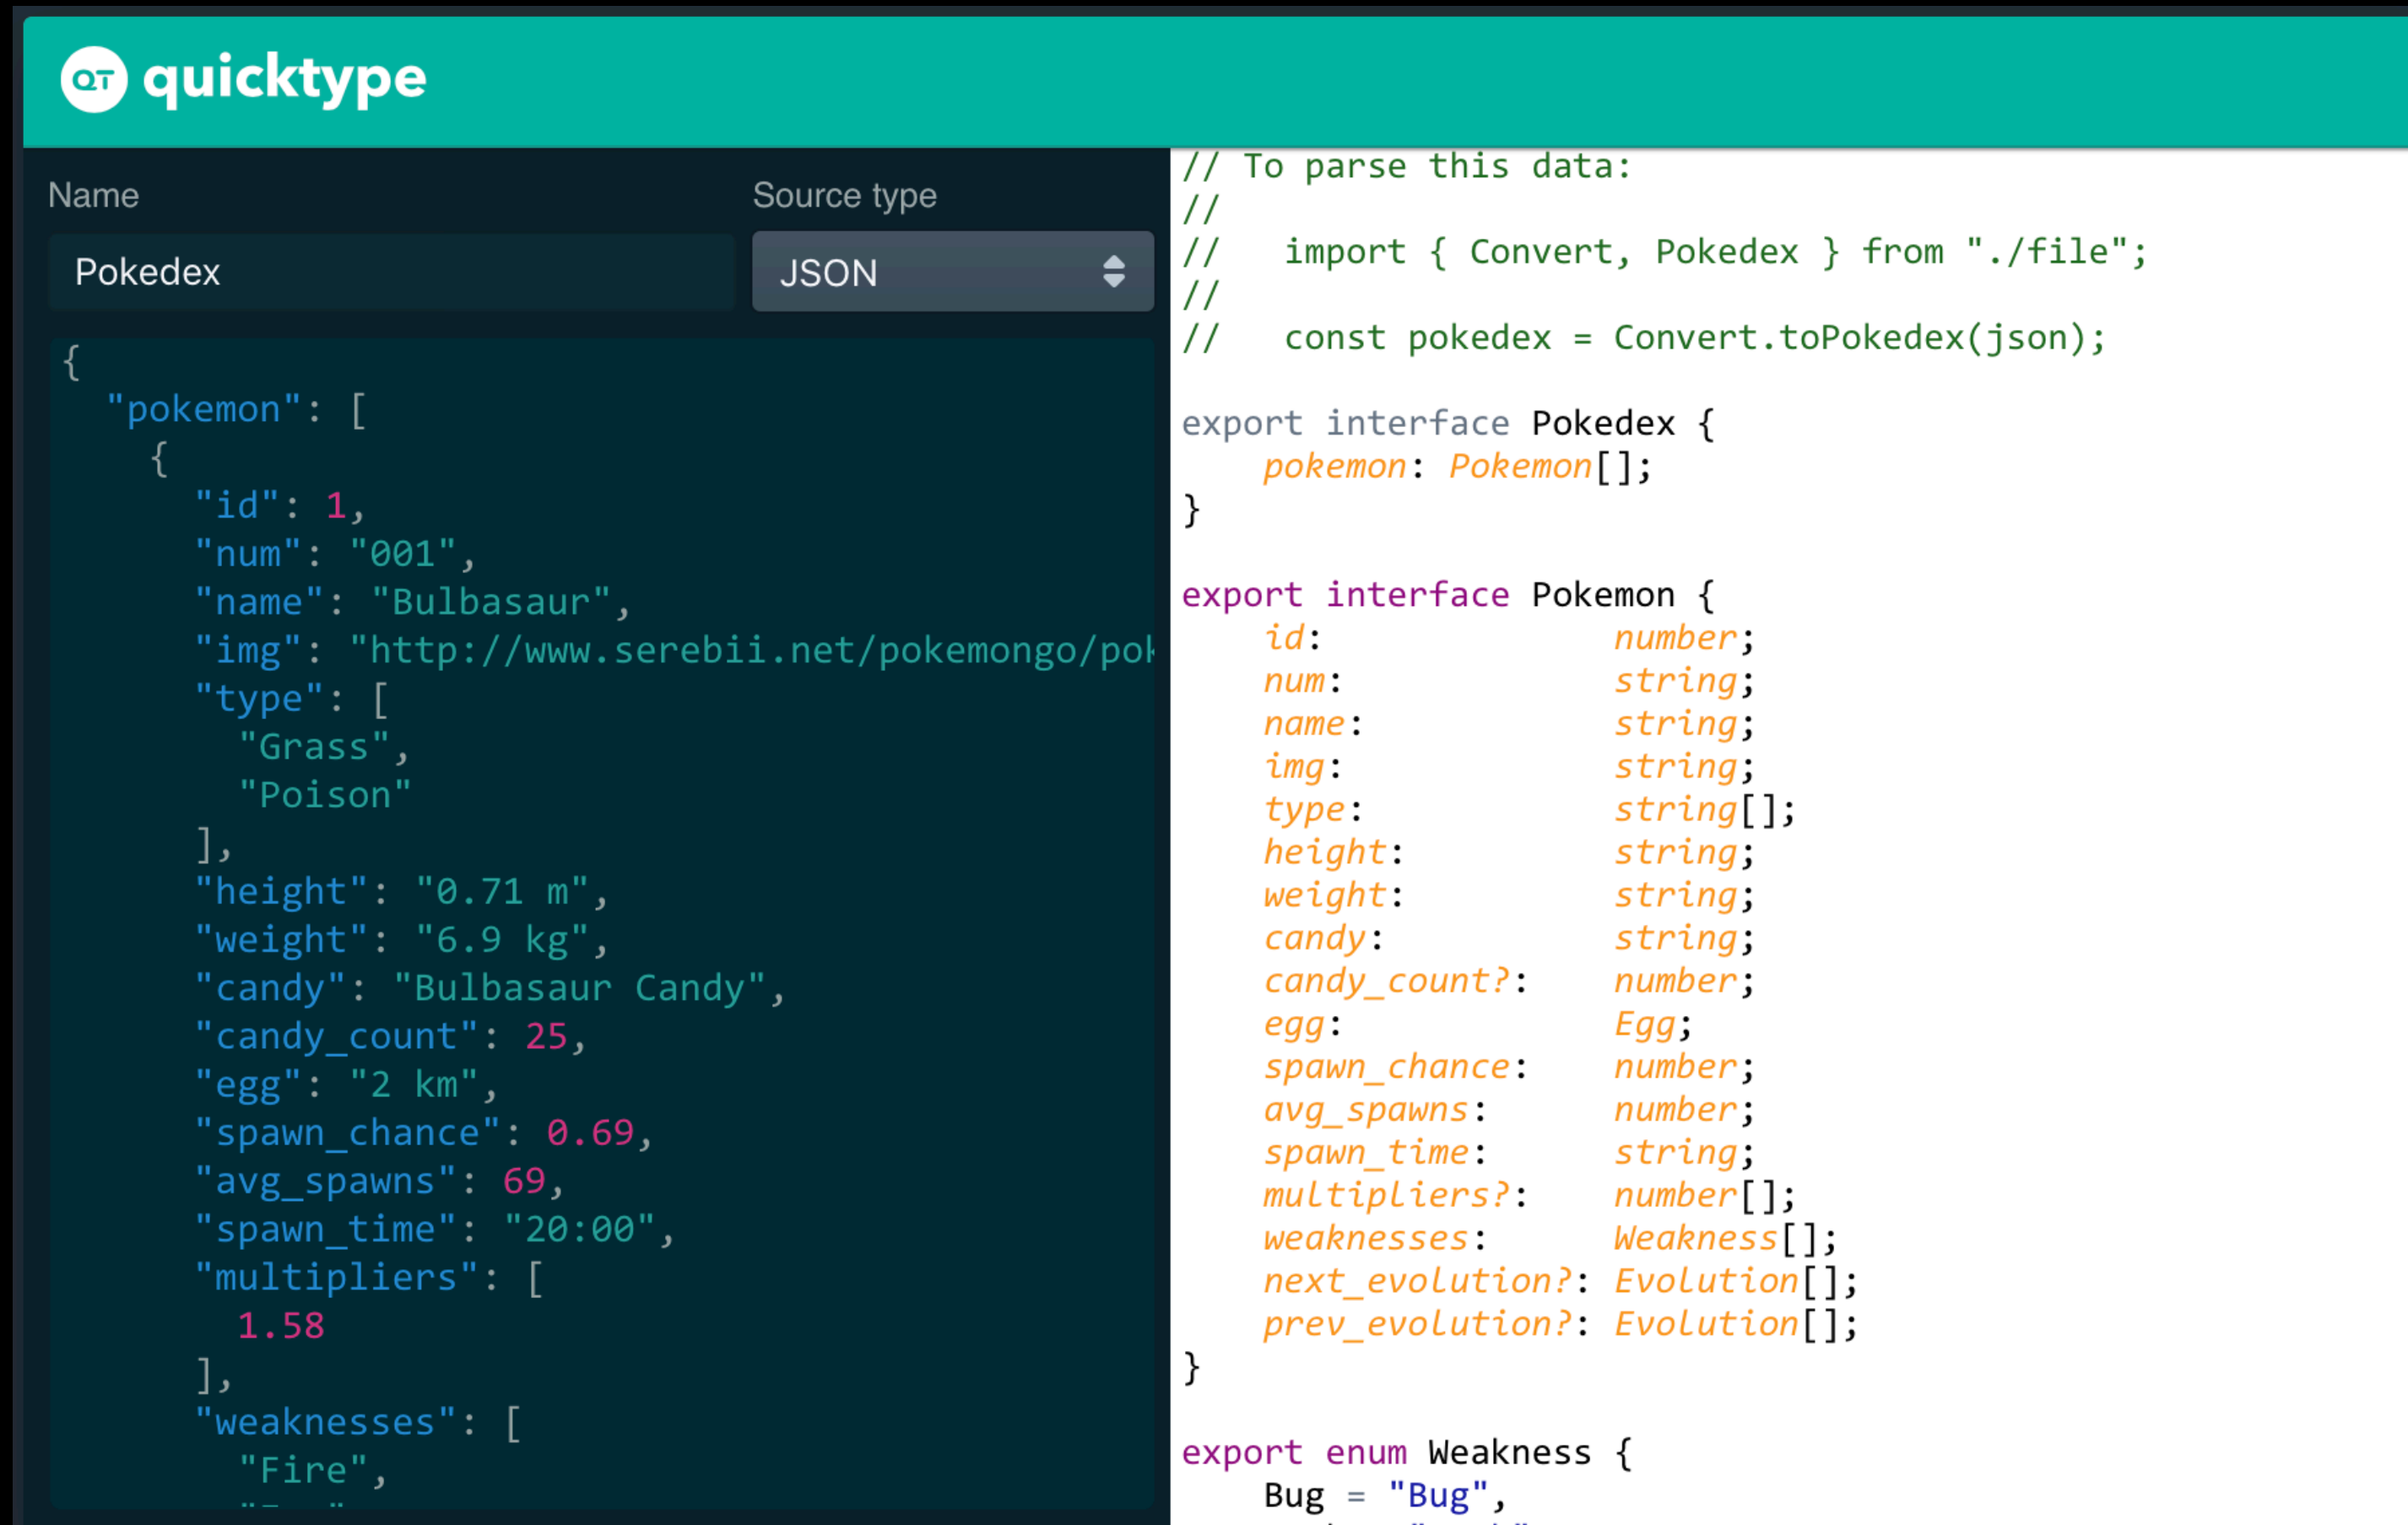 QT quicktype
Name
Source type
Pokedex
JSON
{
  "pokemon": [
    {
      "id": 1,
      "num": "001",
      "name": "Bulbasaur",
      "img": "http://www.serebii.net/pokemongo/po
      "type": [
        "Grass",
        "Poison"
      ],
      "height": "0.71 m",
      "weight": "6.9 kg",
      "candy": "Bulbasaur Candy",
      "candy_count": 25,
      "egg": "2 km",
      "spawn_chance": 0.69,
      "avg_spawns": 69,
      "spawn_time": "20:00",
      "multipliers": [
        1.58
      ],
      "weaknesses": [
        "Fire",
// To parse this data:
//
//   import { Convert, Pokedex } from "./file";
//
//   const pokedex = Convert.toPokedex(json);
export interface Pokedex {
    pokemon: Pokemon[];
}
export interface Pokemon {
    id:              number;
    num:             string;
    name:            string;
    img:             string;
    type:            string[];
    height:          string;
    weight:          string;
    candy:           string;
    candy_count?:    number;
    egg:             Egg;
    spawn_chance:    number;
    avg_spawns:      number;
    spawn_time:      string;
    multipliers?:    number[];
    weaknesses:      Weakness[];
    next_evolution?: Evolution[];
    prev_evolution?: Evolution[];
}
export enum Weakness {
    Bug = "Bug",